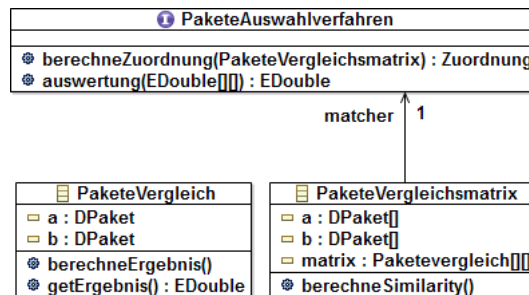 PaketeAuswahlverfahren
berechneZuordnung(PaketeVergleichsmatrix) : Zuordnung
auswertung(EDouble[][]) : EDouble
matcher 1
PaketeVergleich
a : DPaket
b : DPaket
berechneErgebnis()
getErgebnis() : EDouble
PaketeVergleichsmatrix
a : DPaket[]
b : DPaket[]
matrix : Paketevergleich[][]
berechneSimilarity()